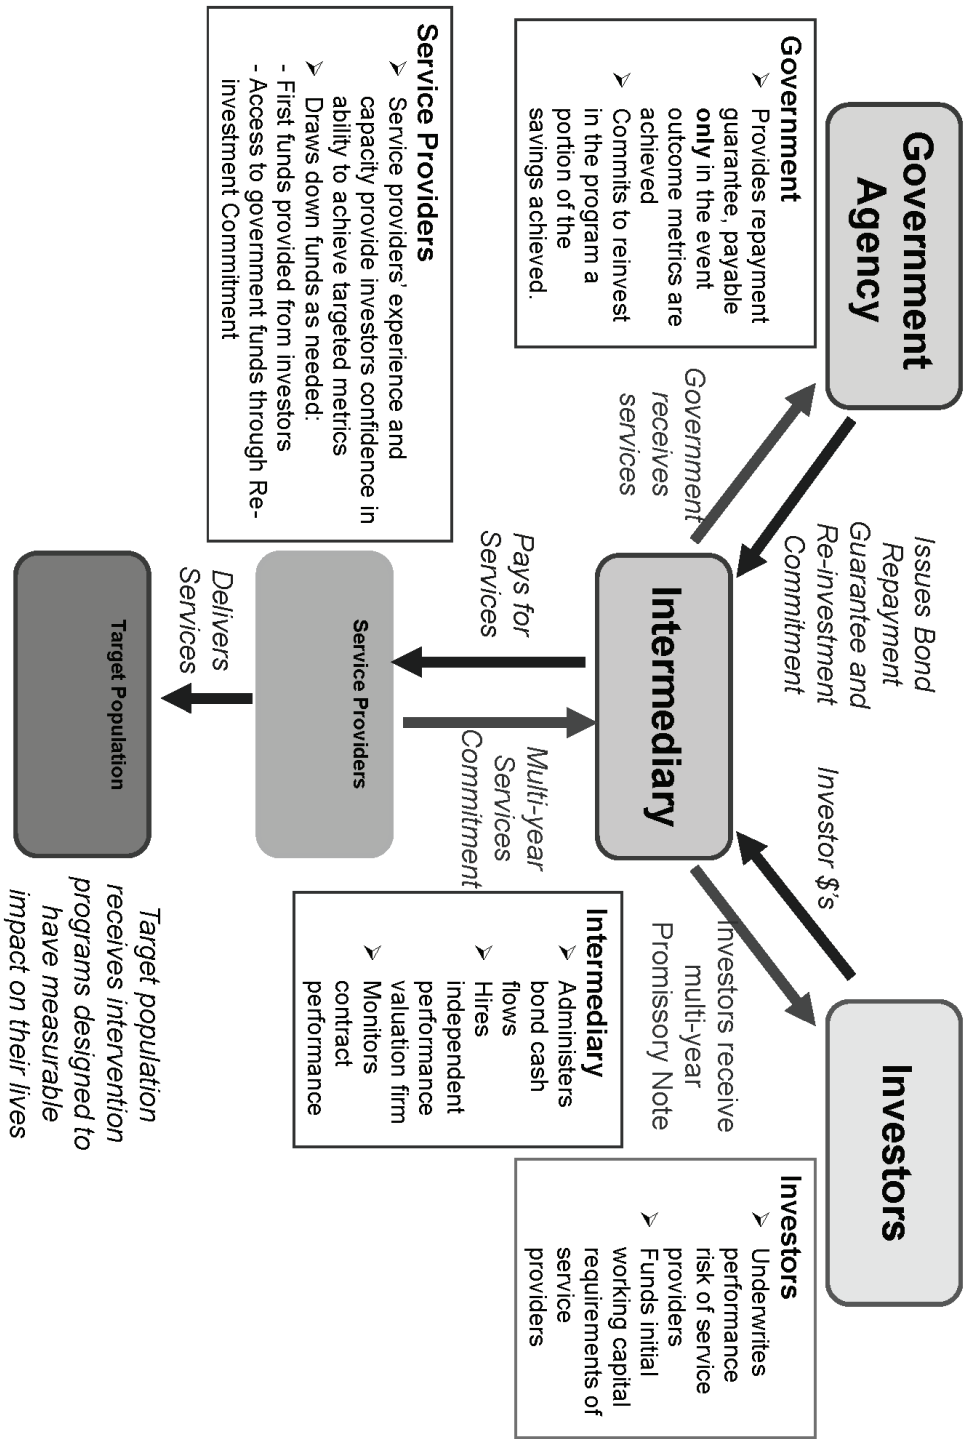 Government
Agency
Investors
Issues Bond
Repayment
Guarantee and
Re-investment
Commitment
Investor $'s
Government
➢ Provides repayment
guarantee, payable
only in the event
outcome metrics are
achieved
➢ Commits to reinvest
in the program a
portion of the
savings achieved.
Government
receives
services
Intermediary
Investors receive
multi-year
Promissory Note
Investors
➢ Underwrites
performance
risk of service
providers
➢ Funds initial
working capital
requirements of
service
providers
Pays for
Services
Multi-year
Services
Commitment
Intermediary
➢ Administers
bond cash
flows
➢ Hires
independent
performance
valuation firm
➢ Monitors
contract
performance
Service Providers
➢ Service providers' experience and
capacity provide investors confidence in
ability to achieve targeted metrics
➢ Draws down funds as needed:
- First funds provided from investors
- Access to government funds through Re-
investment Commitment
Service Providers
Delivers
Services
Target Population
Target population
receives intervention
programs designed to
have measurable
impact on their lives